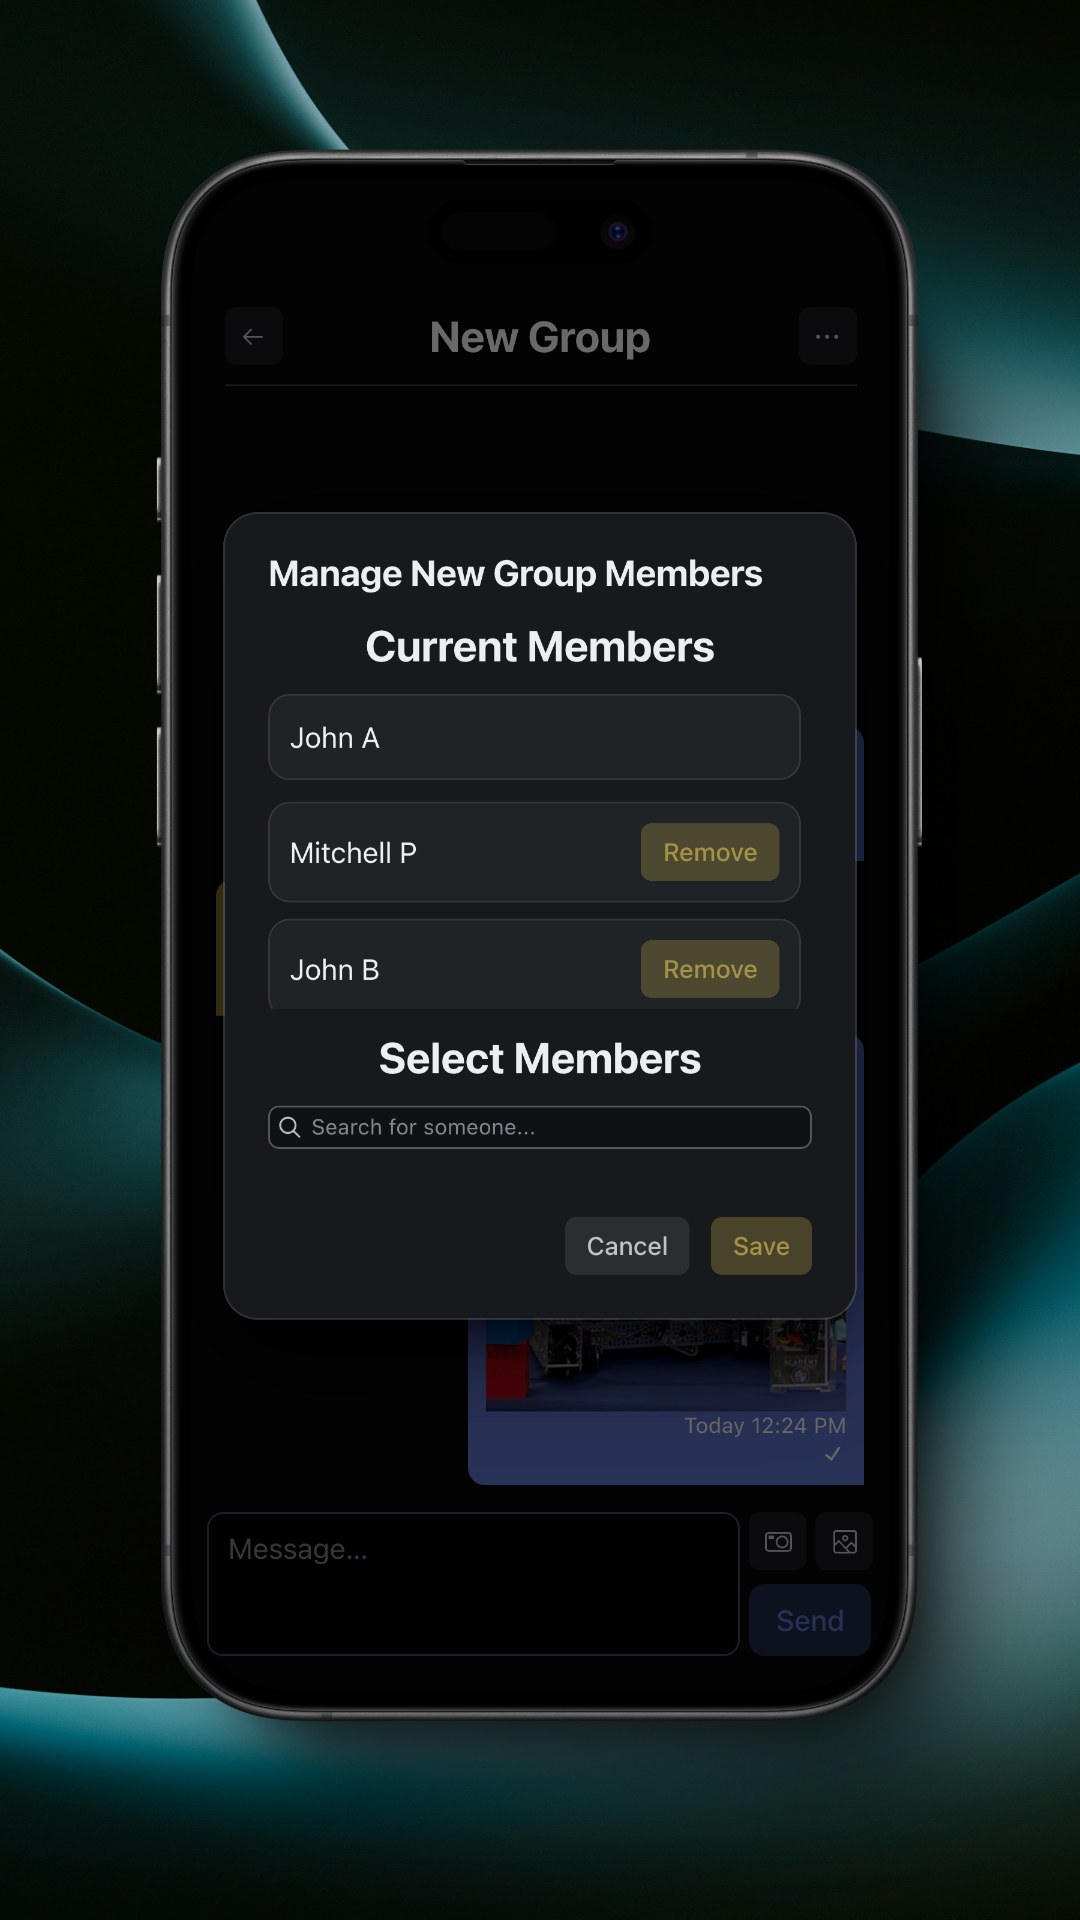 New Group
Manage New Group Members
Current Members
John A
Mitchell P
Remove
John B
Remove
Select Members
Search for someone...
Cancel
Save
ACADEMY
Today 12:24 PM
Message...
Send